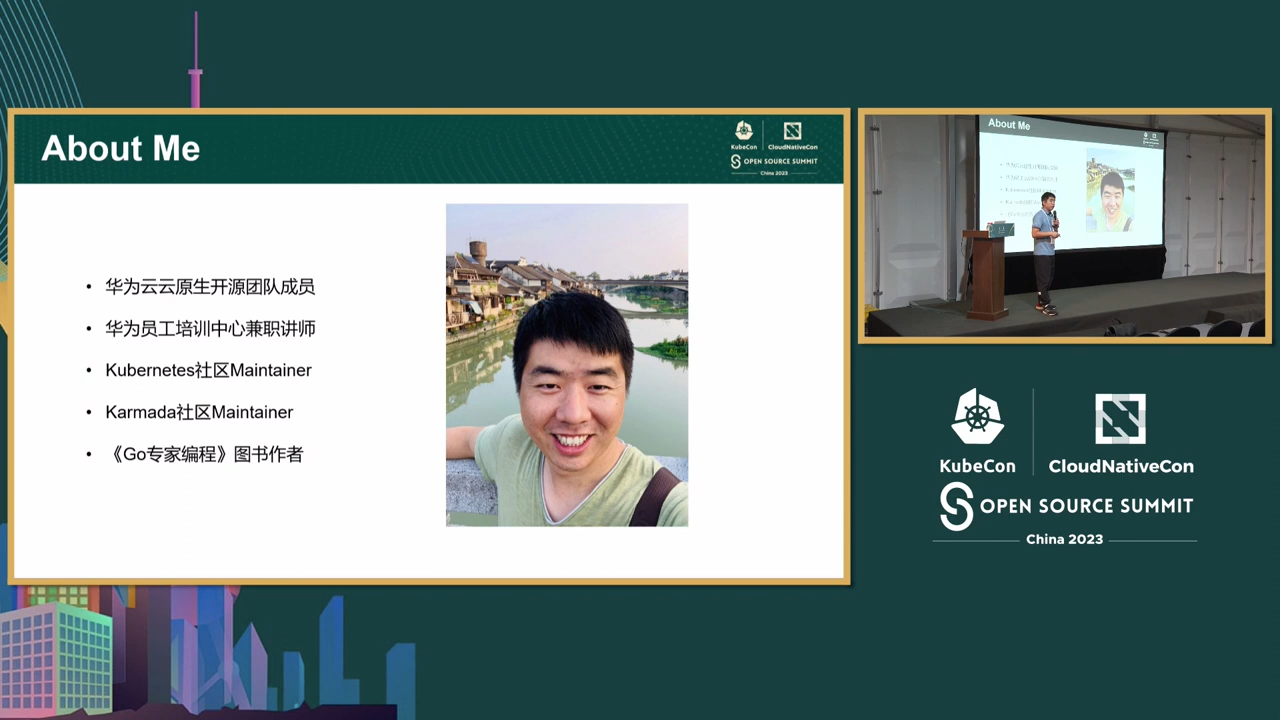 About Me
KubeCon
CloudNativeCon
OPEN SOURCE SUMMIT
China 2023
• 华为云云原生开源团队成员
• 华为员工培训中心兼职讲师
• Kubernetes社区Maintainer
• Karmada社区Maintainer
• 《Go专家编程》图书作者
About Me
KubeCon
CloudNativeCon
OPEN SOURCE SUMMIT
China 2023